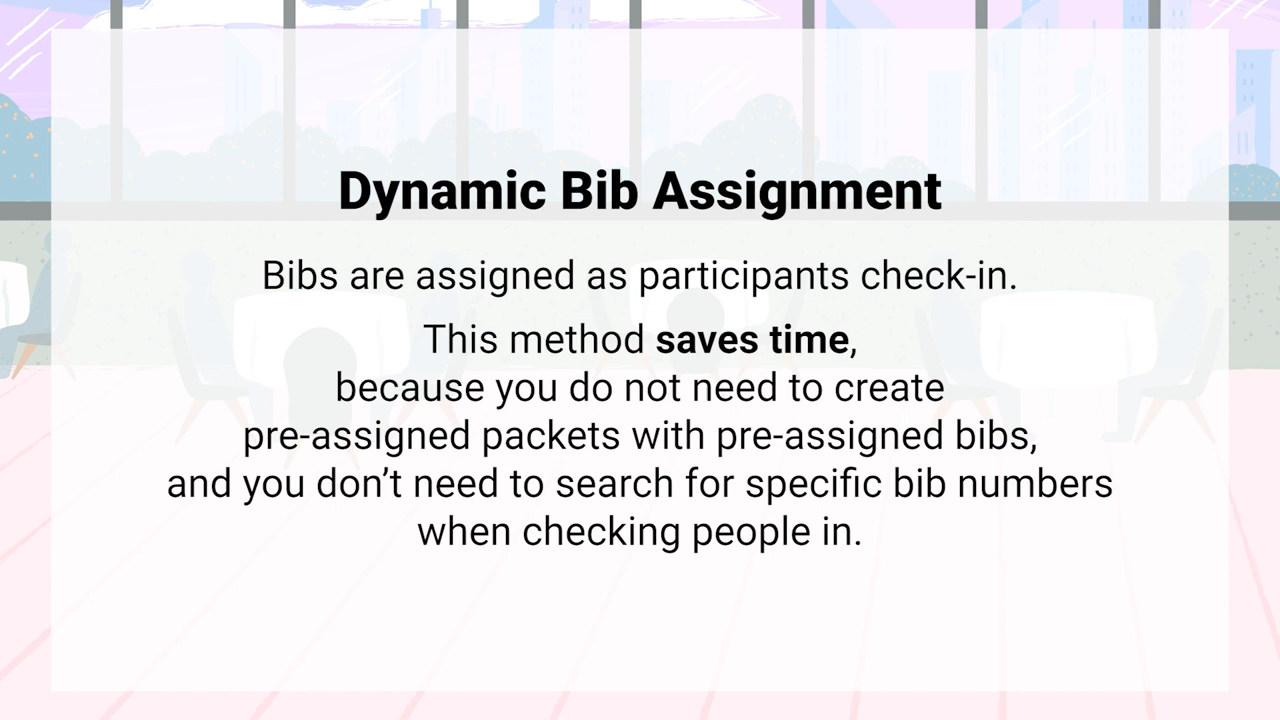 Dynamic Bib Assignment
Bibs are assigned as participants check-in.
This method saves time,
because you do not need to create
pre-assigned packets with pre-assigned bibs,
and you don’t need to search for specific bib numbers
when checking people in.